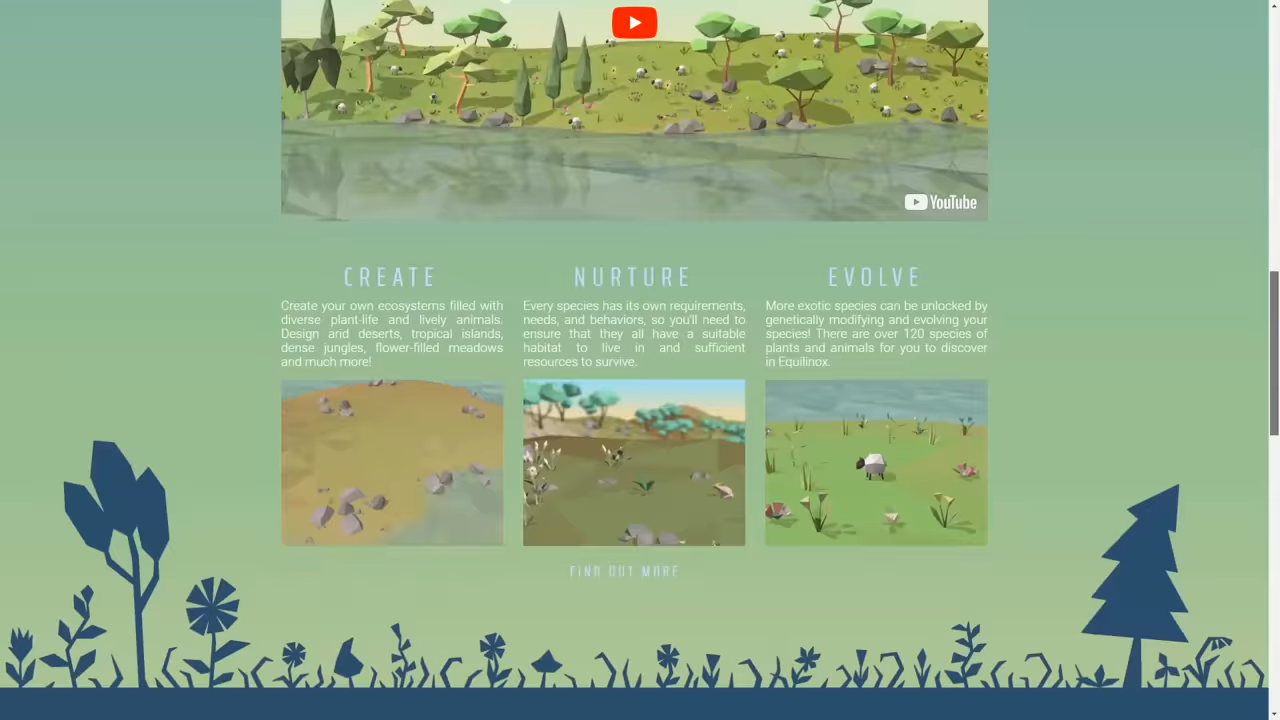 YouTube
CREATE
Create your own ecosystems filled with
diverse plant-life and lively animals.
Design and deserts, tropical islands,
dense jungles, flower-filled meadows
and much more!
NURTURE
Every species has its own requirements,
needs, and behaviors, so you'll need to
ensure that they all have a suitable
habitat to live in and sufficient
resources to survive.
EVOLVE
More exotic species can be unlocked by
genetically modifying and evolving your
species! There are over 120 species of
plants and animals for you to discover
in Equilinox.
FIND OUT MORE